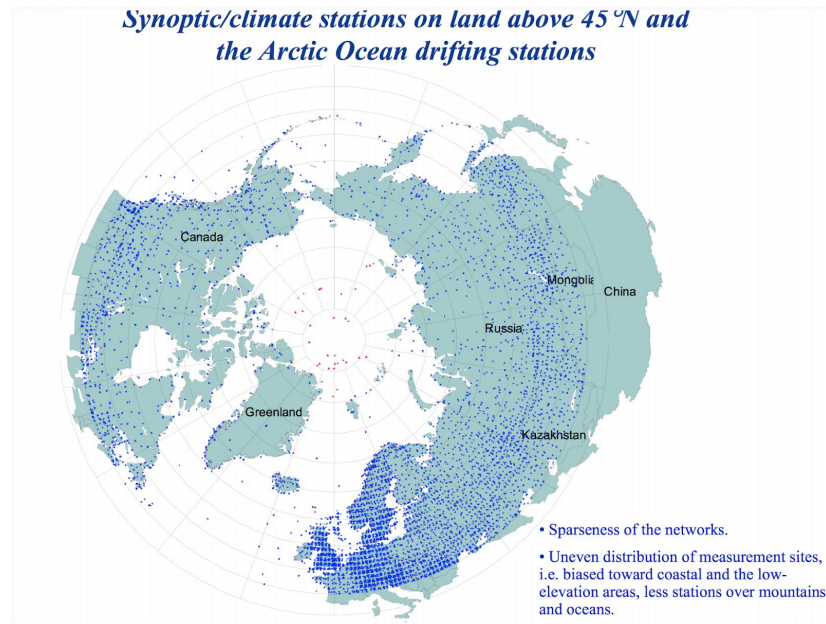 Synoptic/climate stations on land above 45 °N and
the Arctic Ocean drifting stations
Canada
Mongolia
China
Russia
Greenland
Kazakhstan
• Sparseness of the networks.
• Uneven distribution of measurement sites,
i.e. biased toward coastal and the low-
elevation areas, less stations over mountains
and oceans.